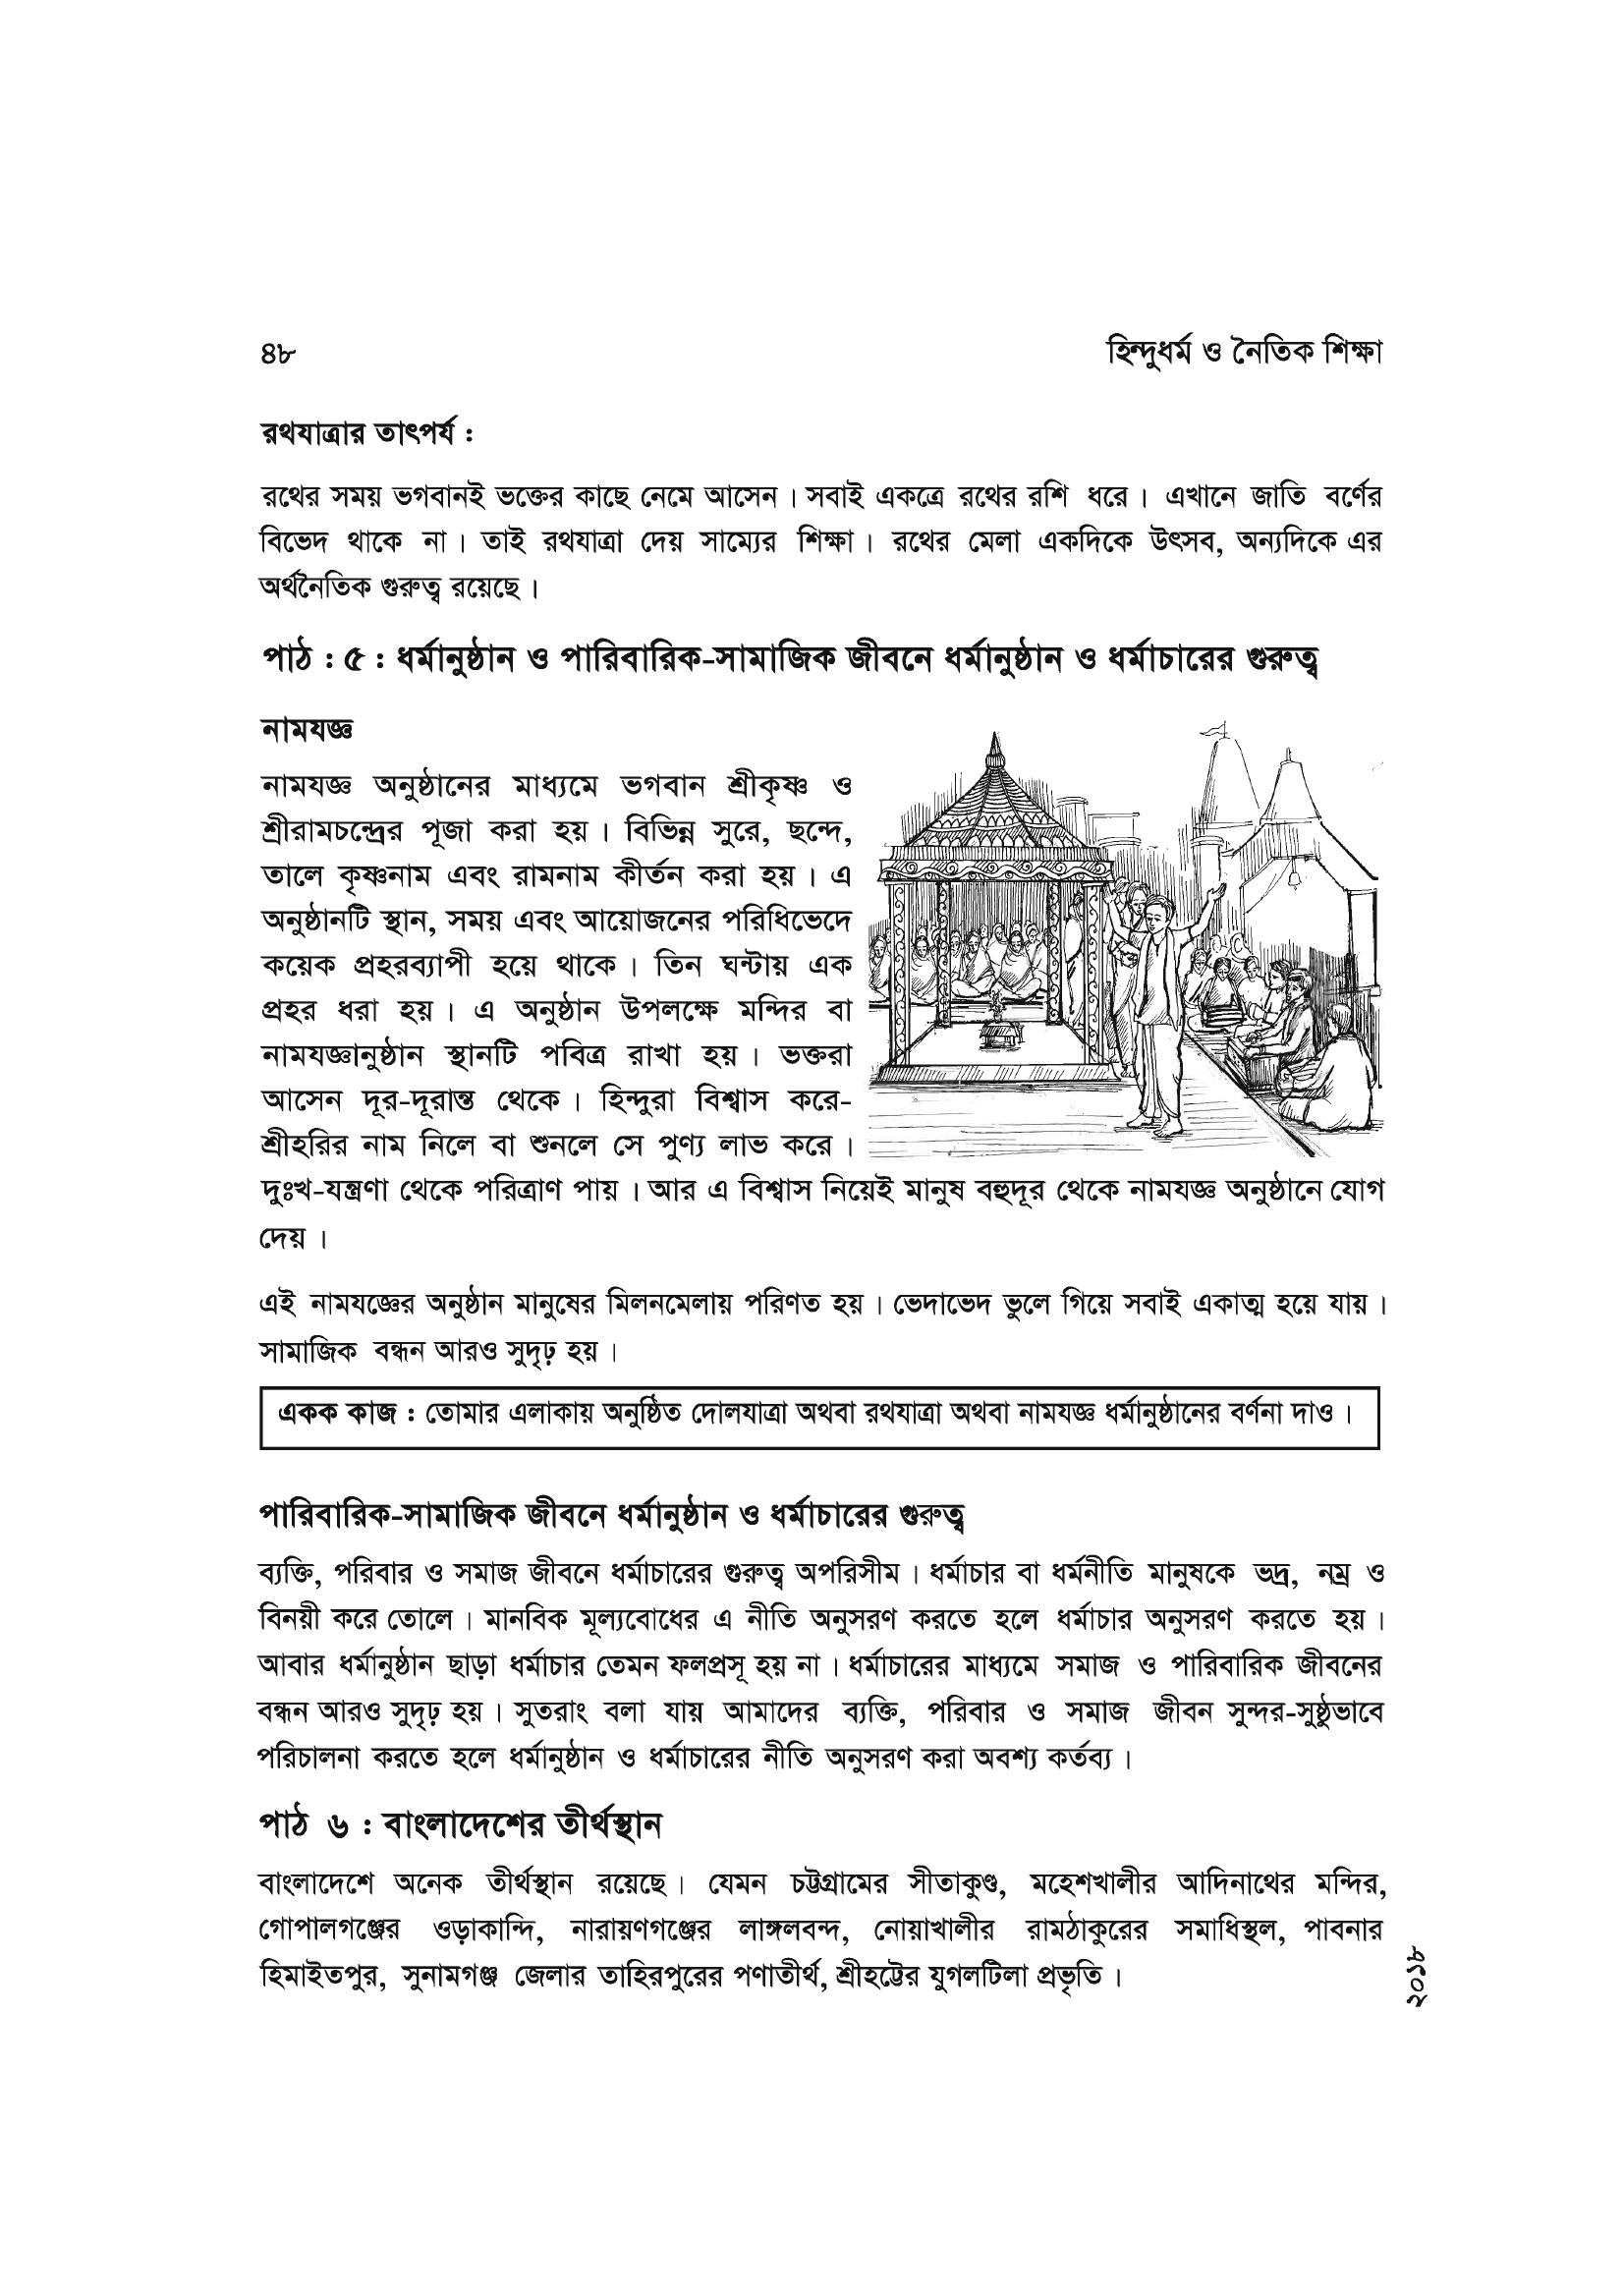 ৪৮ হিন্দুধর্ম ও নৈতিক শিক্ষা
রথযাত্রার তাৎপর্য :
রথের সময় ভগবানই ভক্তের কাছে নেমে আসেন। সবাই একত্রে রথের রশি ধরে। এখানে জাতি বর্ণের
বিভেদ থাকে না। তাই রথযাত্রা দেয় সাম্যের শিক্ষা। রথের মেলা একদিকে উৎসব, অন্যদিকে এর
অর্থনৈতিক গুরুত্ব রয়েছে।
পাঠ : ৫ : ধর্মানুষ্ঠান ও পারিবারিক-সামাজিক জীবনে ধর্মানুষ্ঠান ও ধর্মাচারের গুরুত্ব
নামযজ্ঞ
নামযজ্ঞ অনুষ্ঠানের মাধ্যমে ভগবান শ্রীকৃষ্ণ ও
শ্রীরামচন্দ্রের পূজা করা হয়। বিভিন্ন সুরে, ছন্দে,
তালে কৃষ্ণনাম এবং রামনাম কীর্তন করা হয়। এ
অনুষ্ঠানটি স্থান, সময় এবং আয়োজনের পরিধিভেদে
কয়েক প্রহরব্যাপী হয়ে থাকে। তিন ঘন্টায় এক
প্রহর ধরা হয়। এ অনুষ্ঠান উপলক্ষে মন্দির বা
নামযজ্ঞানুষ্ঠান স্থানটি পবিত্র রাখা হয়। ভক্তরা
আসেন দূর-দূরান্ত থেকে। হিন্দুরা বিশ্বাস করে-
শ্রীহরির নাম নিলে বা শুনলে সে পুণ্য লাভ করে।
দুঃখ-যন্ত্রণা থেকে পরিত্রাণ পায়। আর এ বিশ্বাস নিয়েই মানুষ বহুদূর থেকে নামযজ্ঞ অনুষ্ঠানে যোগ
দেয়।
এই নামযজ্ঞের অনুষ্ঠান মানুষের মিলনমেলায় পরিণত হয়। ভেদাভেদ ভুলে গিয়ে সবাই একাত্ম হয়ে যায়।
সামাজিক বন্ধন আরও সুদৃঢ় হয়।
একক কাজ : তোমার এলাকায় অনুষ্ঠিত দোলযাত্রা অথবা রথযাত্রা অথবা নামযজ্ঞ ধর্মানুষ্ঠানের বর্ণনা দাও।
পারিবারিক-সামাজিক জীবনে ধর্মানুষ্ঠান ও ধর্মাচারের গুরুত্ব
ব্যক্তি, পরিবার ও সমাজ জীবনে ধর্মাচারের গুরুত্ব অপরিসীম। ধর্মাচার বা ধর্মনীতি মানুষকে ভদ্র, নম্র ও
বিনয়ী করে তোলে। মানবিক মূল্যবোধের এ নীতি অনুসরণ করতে হলে ধর্মাচার অনুসরণ করতে হয়।
আবার ধর্মানুষ্ঠান ছাড়া ধর্মাচার তেমন ফলপ্রসূ হয় না। ধর্মাচারের মাধ্যমে সমাজ ও পারিবারিক জীবনের
বন্ধন আরও সুদৃঢ় হয়। সুতরাং বলা যায় আমাদের ব্যক্তি, পরিবার ও সমাজ জীবন সুন্দর-সুষ্ঠুভাবে
পরিচালনা করতে হলে ধর্মানুষ্ঠান ও ধর্মাচারের নীতি অনুসরণ করা অবশ্য কর্তব্য।
পাঠ ৬ : বাংলাদেশের তীর্থস্থান
বাংলাদেশে অনেক তীর্থস্থান রয়েছে। যেমন চট্টগ্রামের সীতাকুণ্ড, মহেশখালীর আদিনাথের মন্দির,
গোপালগঞ্জের ওড়াকান্দি, নারায়ণগঞ্জের লাঙ্গলবন্দ, নোয়াখালীর রামঠাকুরের সমাধিস্থল, পাবনার
হিমাইতপুর, সুনামগঞ্জ জেলার তাহিরপুরের পণাতীর্থ, শ্রীহট্টের যুগলটিলা প্রভৃতি।
২০১৮